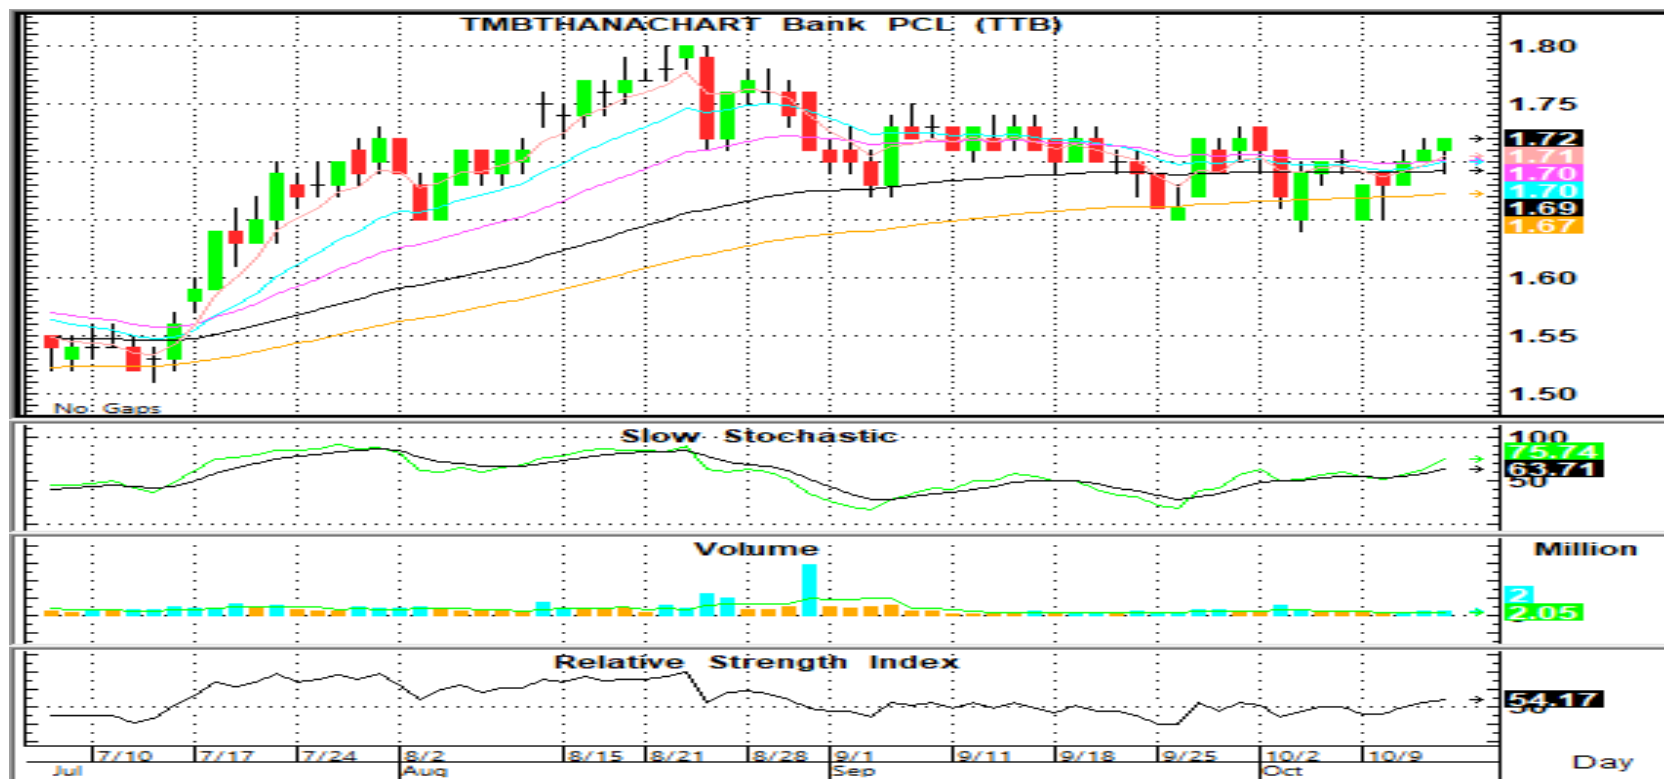 TMBTHANACHART Bank PCL (TTB)
1.80
1.75
1.72
1.71
1.70
1.70
1.69
1.67
1.60
1.55
1.50
No Gaps
Slow Stochastic
100
75.74
63.71
50
Volume
Million
2
2.05
Relative Strength Index
54.17
7/10 7/17 7/24 8/2 8/15 8/21 8/28 9/1 9/11 9/18 9/25 10/2 10/9
Jul Aug Sep Oct
Day